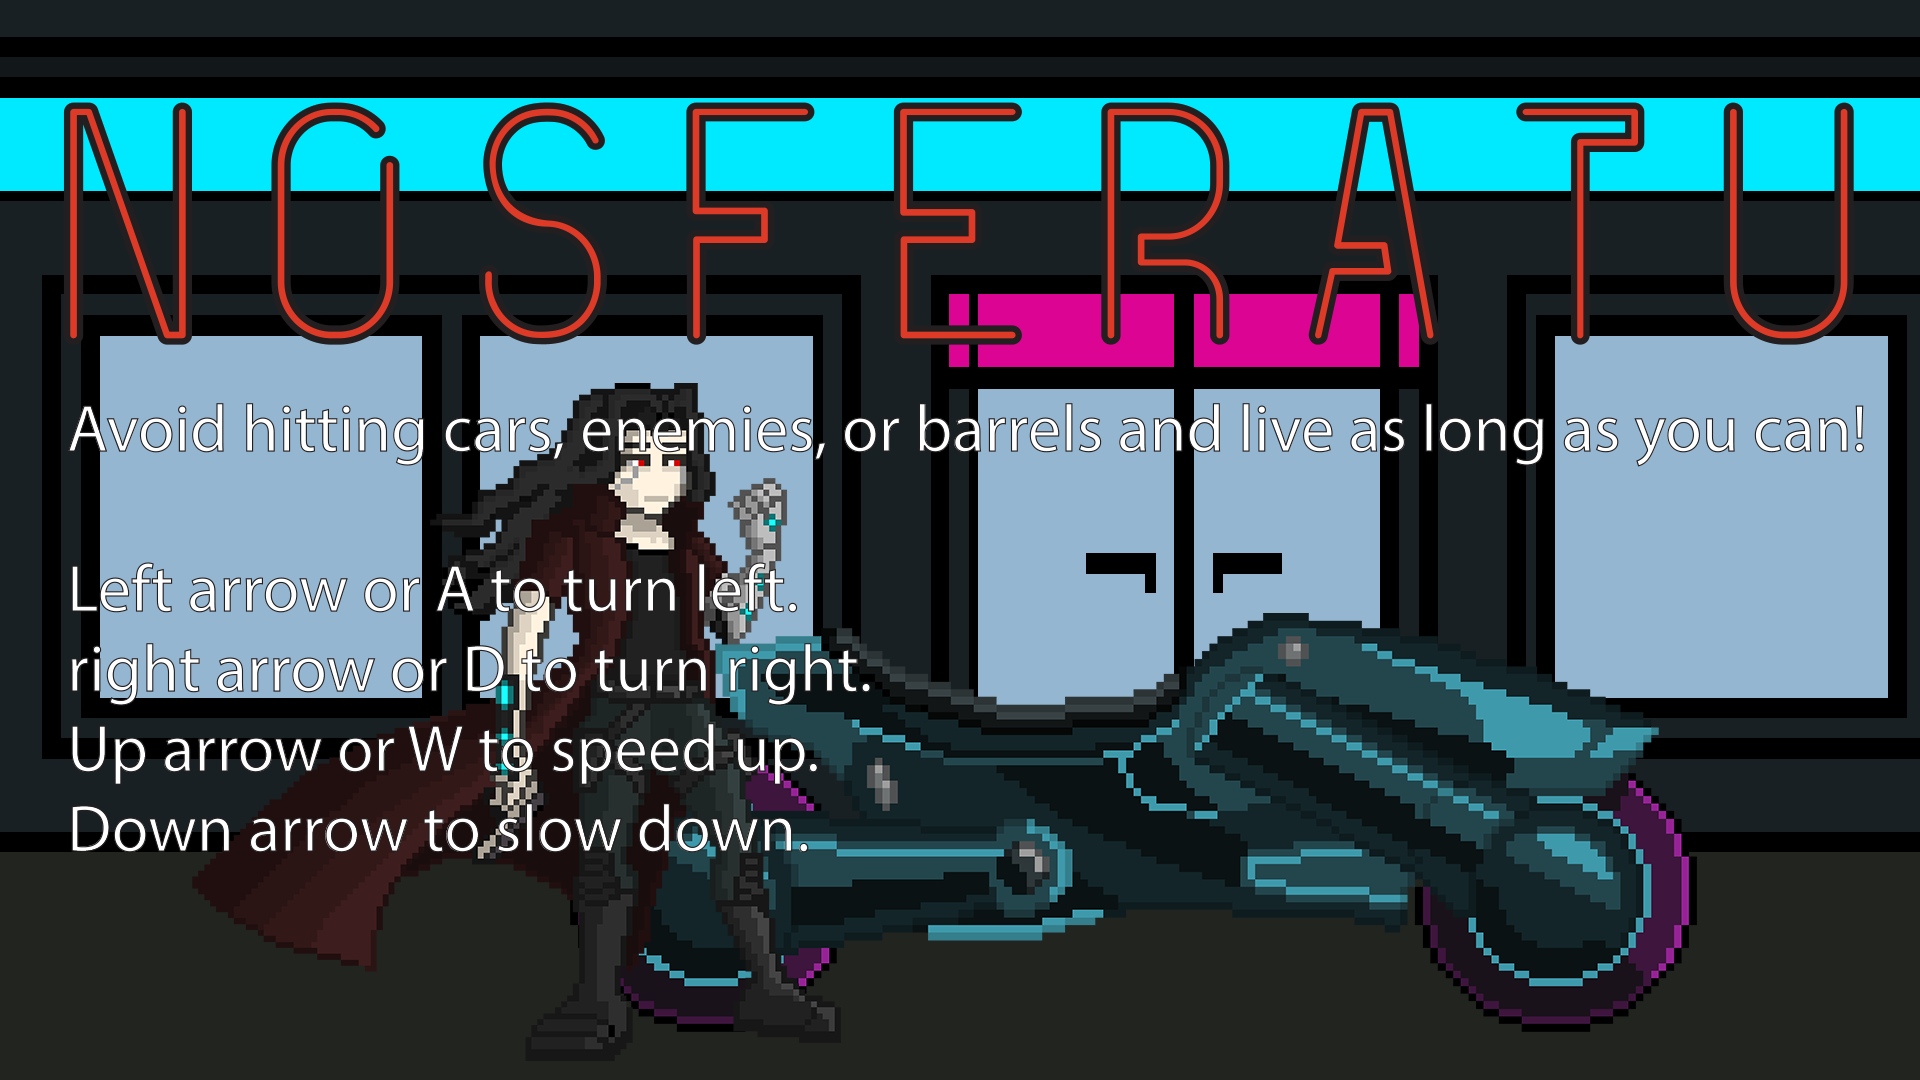 NOSFERATU
Avoid hitting cars, enemies, or barrels and live as long as you can!
Left arrow or A to turn left.
right arrow or D to turn right.
Up arrow or W to speed up.
Down arrow to slow down.